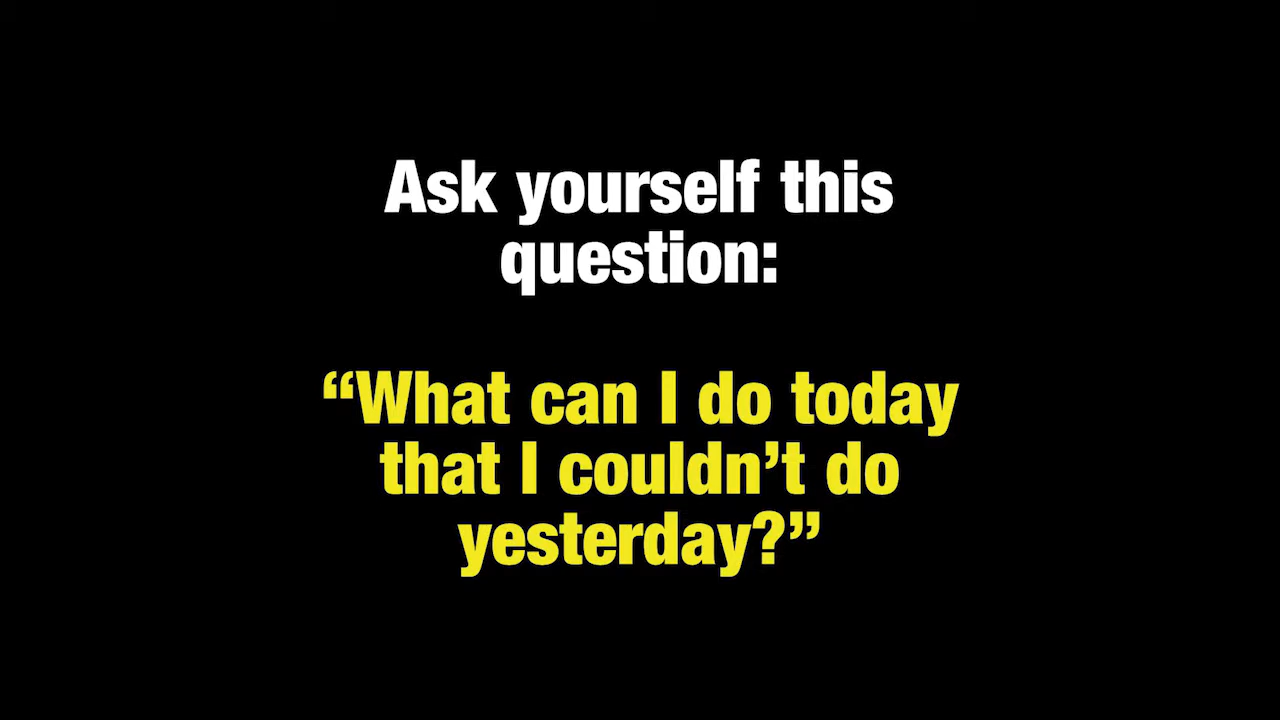 Ask yourself this
question:
“What can I do today
that I couldn’t do
yesterday?”